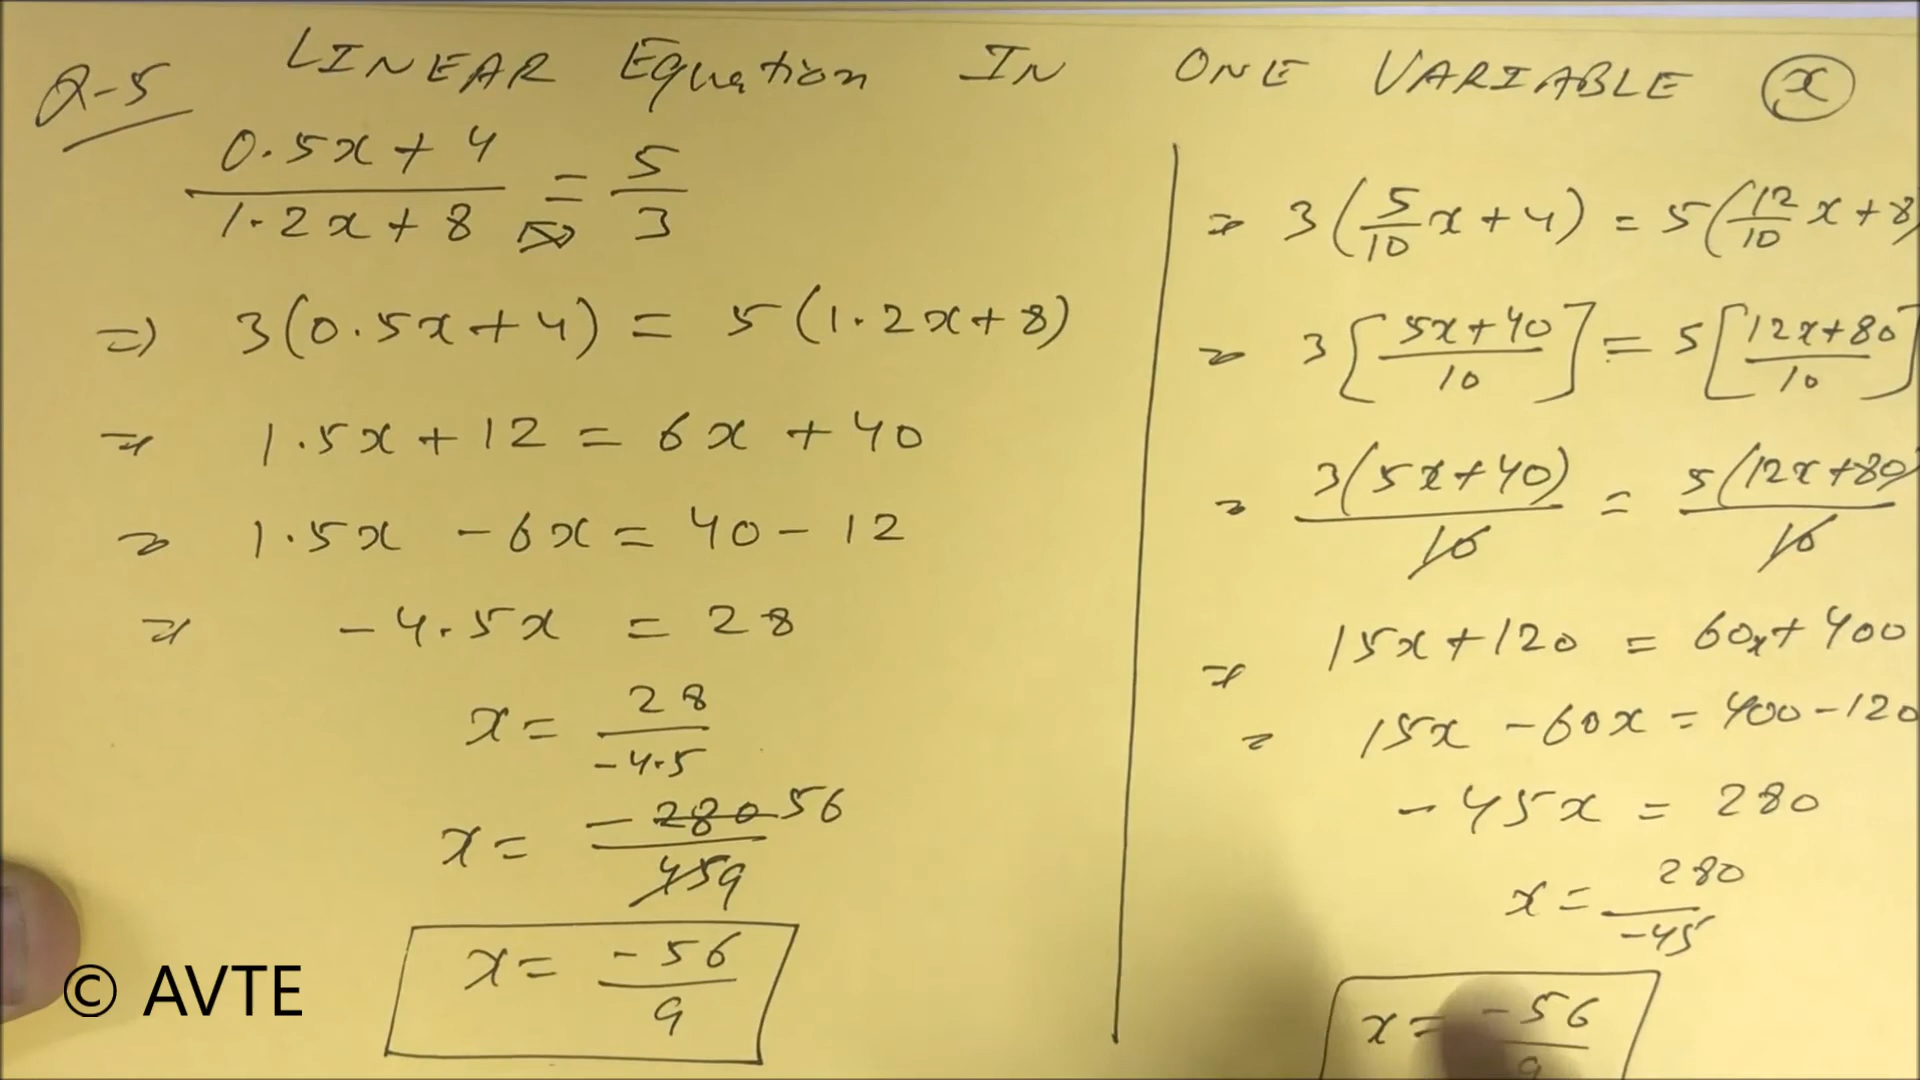 Q-5 LINEAR Equation IN ONE VARIABLE (x)
(0.5x + 4)/(1.2x + 8) = 5/3
=> 3(0.5x + 4) = 5(1.2x + 8)
=> 1.5x + 12 = 6x + 40
=> 1.5x - 6x = 40 - 12
=> -4.5x = 28
x = 28/-4.5
x = -280/45 56 9
x = -56/9
=> 3(5/10 x + 4) = 5(12/10 x + 8)
=> 3[(5x + 40)/10] = 5[(12x + 80)/10]
=> 3(5x + 40)/10 = 5(12x + 80)/10
=> 15x + 120 = 60x + 400
=> 15x - 60x = 400 - 120
-45x = 280
x = 280/-45
x = -56/9
© AVTE